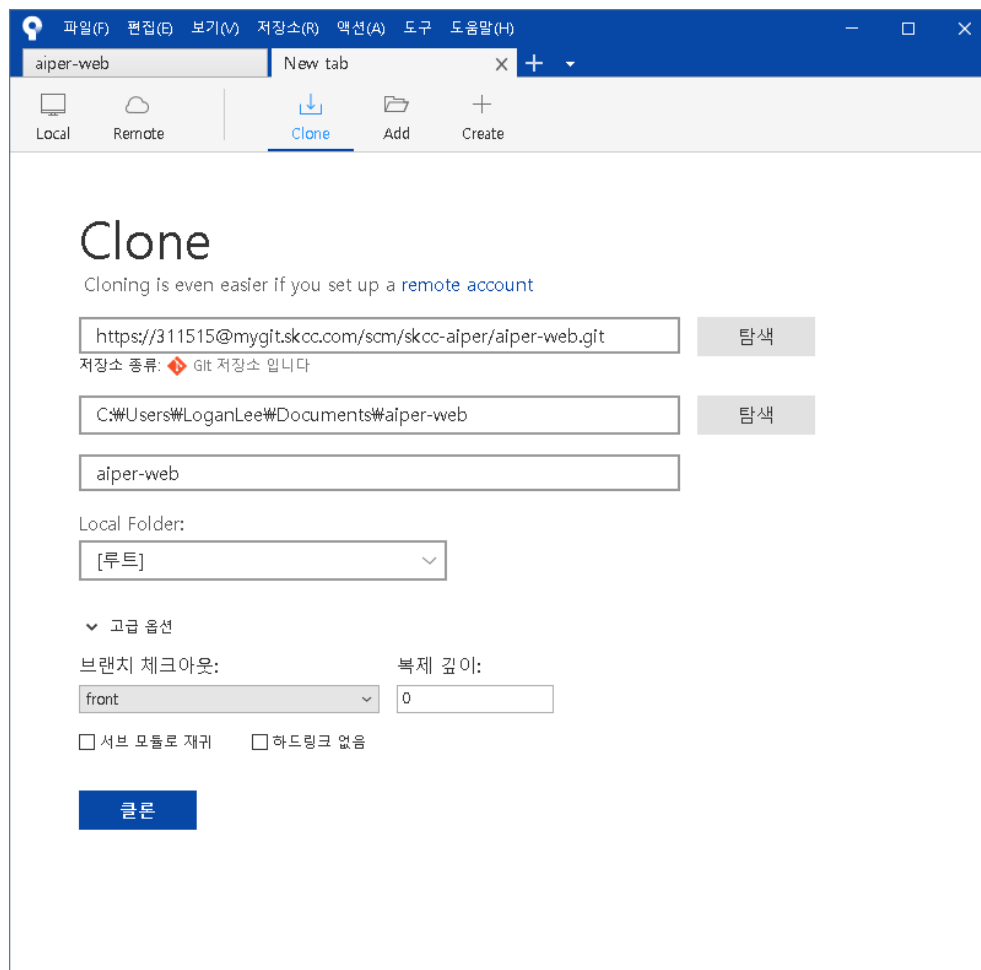 파일(F) 편집(E) 보기(V) 저장소(R) 액션(A) 도구 도움말(H)
aiper-web New tab
Local Remote Clone Add Create
Clone
Cloning is even easier if you set up a remote account
https://311515@mygit.skcc.com/scm/skcc-aiper/aiper-web.git 탐색
저장소 종류: Git 저장소 입니다
C:₩Users₩LoganLee₩Documents₩aiper-web 탐색
aiper-web
Local Folder:
[루트]
고급 옵션
브랜치 체크아웃: 복제 깊이:
front 0
서브 모듈로 재귀 하드링크 없음
클론